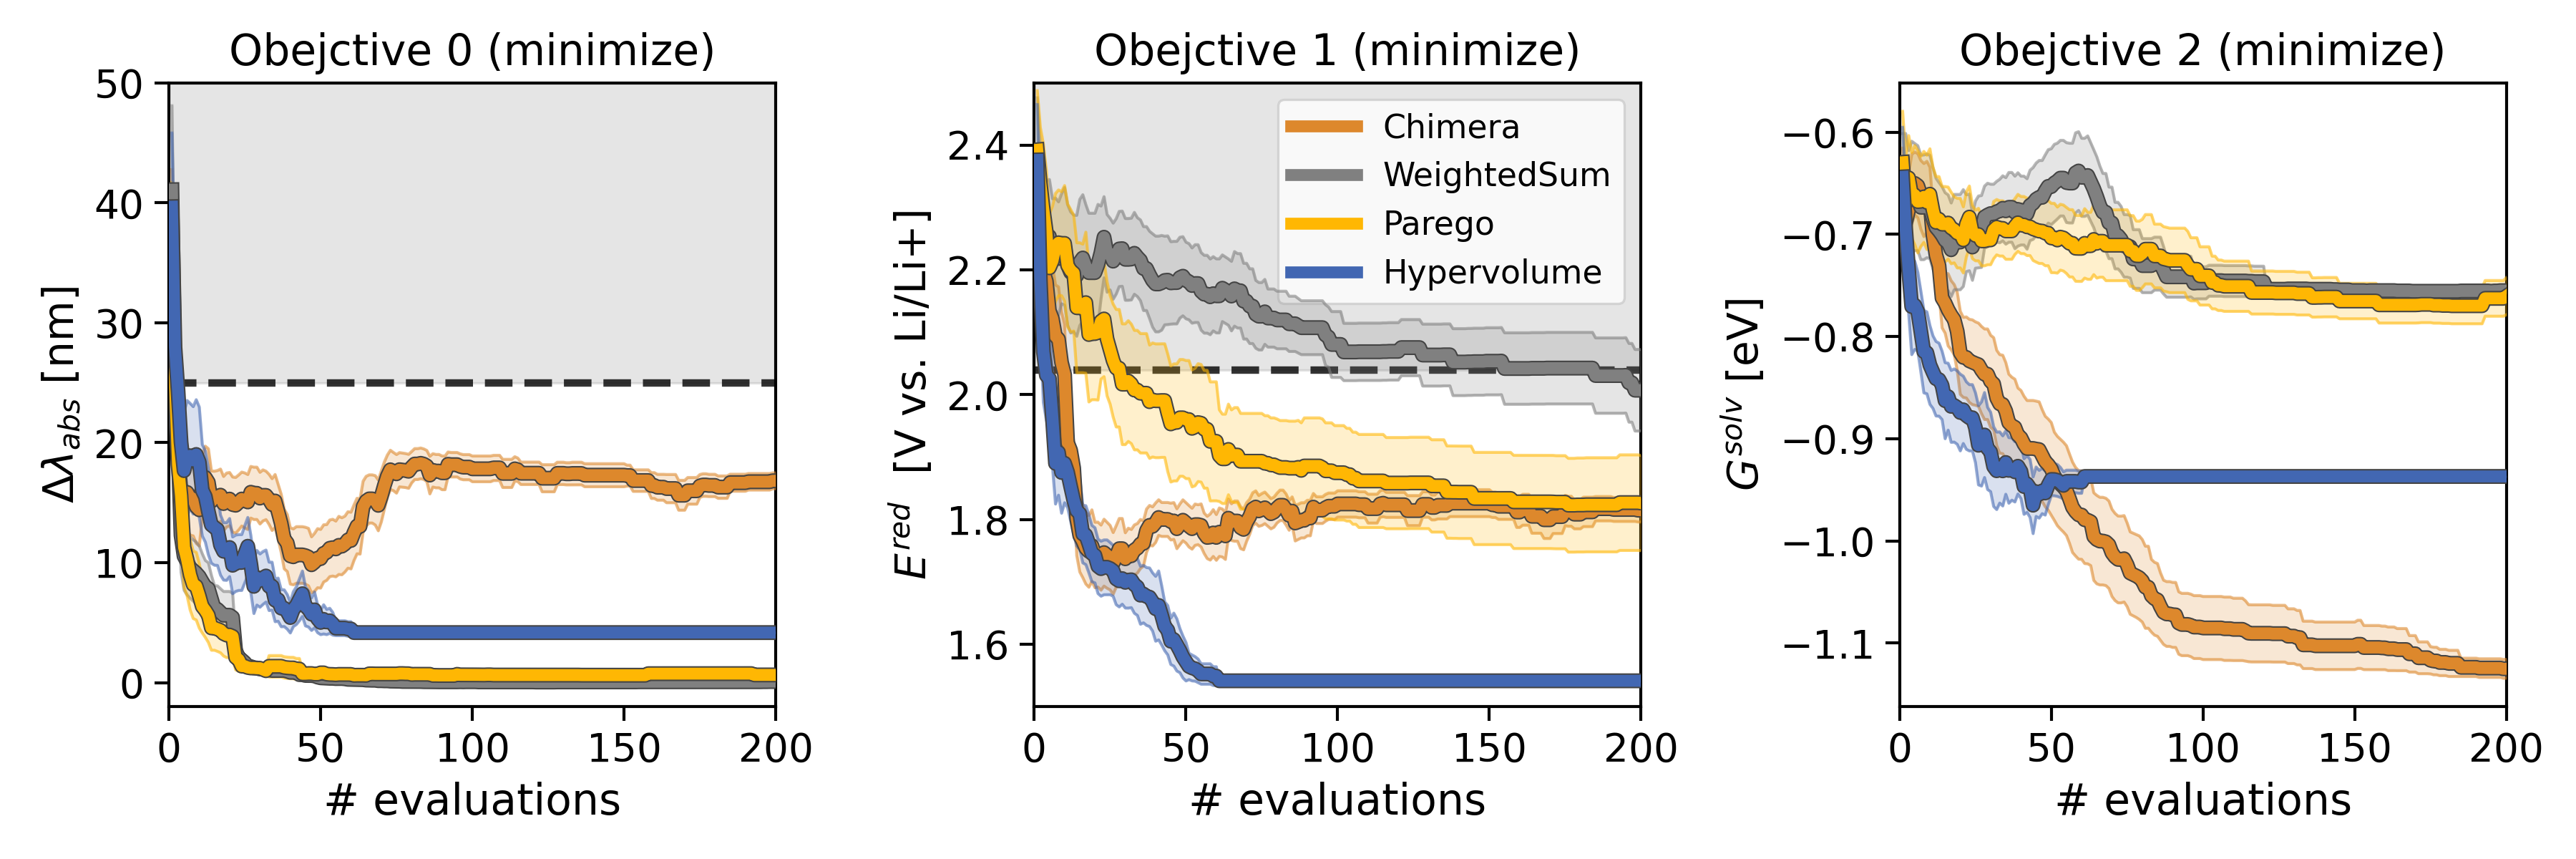 Obejctive 0 (minimize)
50
40
30
20
10
0
Δλabs [nm]
0 50 100 150 200
# evaluations
Obejctive 1 (minimize)
2.4
2.2
2.0
1.8
1.6
E^red [V vs. Li/Li+]
Chimera
WeightedSum
Parego
Hypervolume
0 50 100 150 200
# evaluations
Obejctive 2 (minimize)
−0.6
−0.7
−0.8
−0.9
−1.0
−1.1
G^solv [eV]
0 50 100 150 200
# evaluations